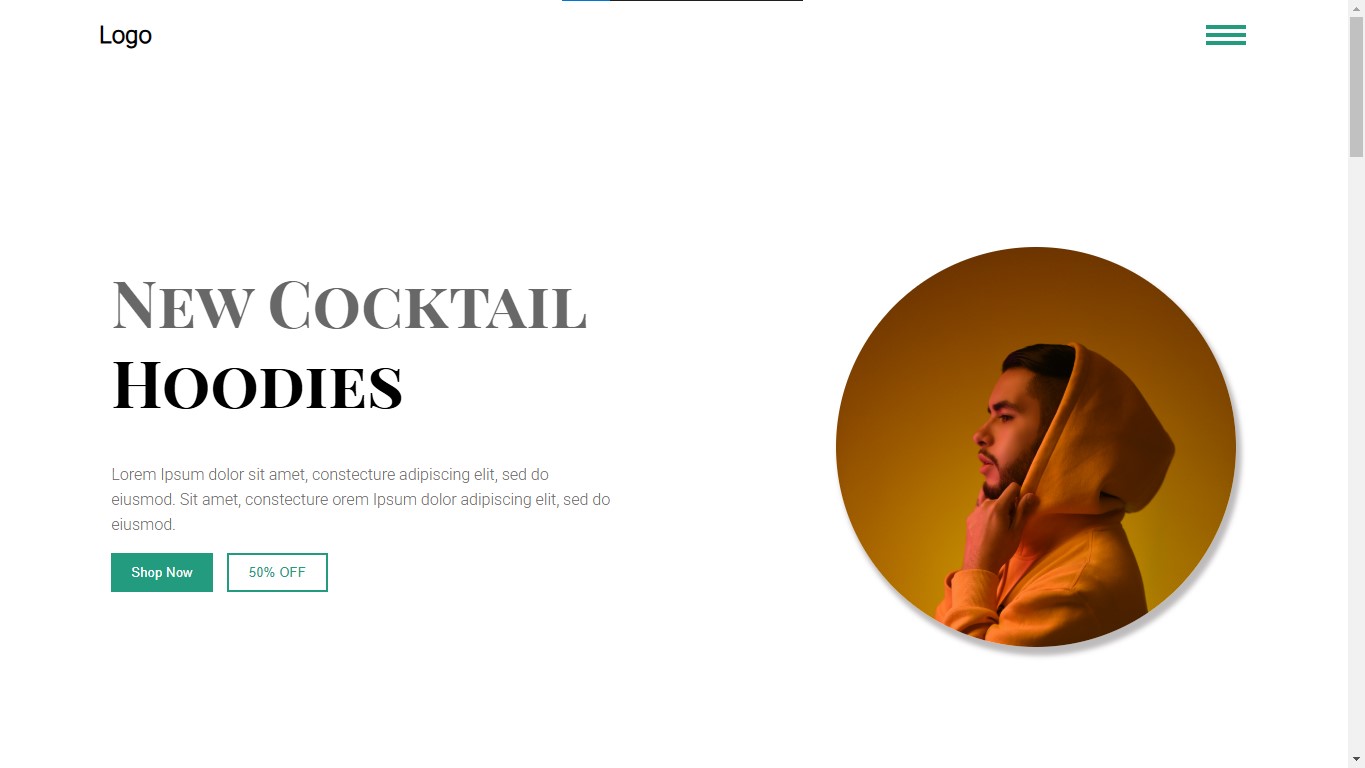 Logo
New Cocktail
Hoodies
Lorem Ipsum dolor sit amet, constecture adipiscing elit, sed do
eiusmod. Sit amet, constecture orem Ipsum dolor adipiscing elit, sed do
eiusmod.
Shop Now
50% OFF